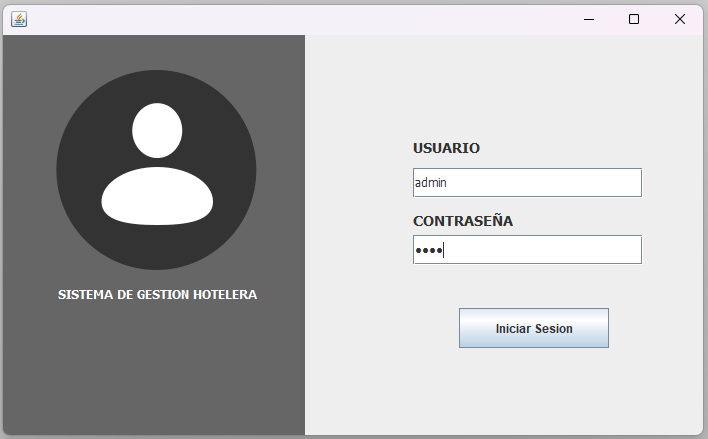 USUARIO
admin
CONTRASEÑA
••••
SISTEMA DE GESTION HOTELERA
Iniciar Sesion